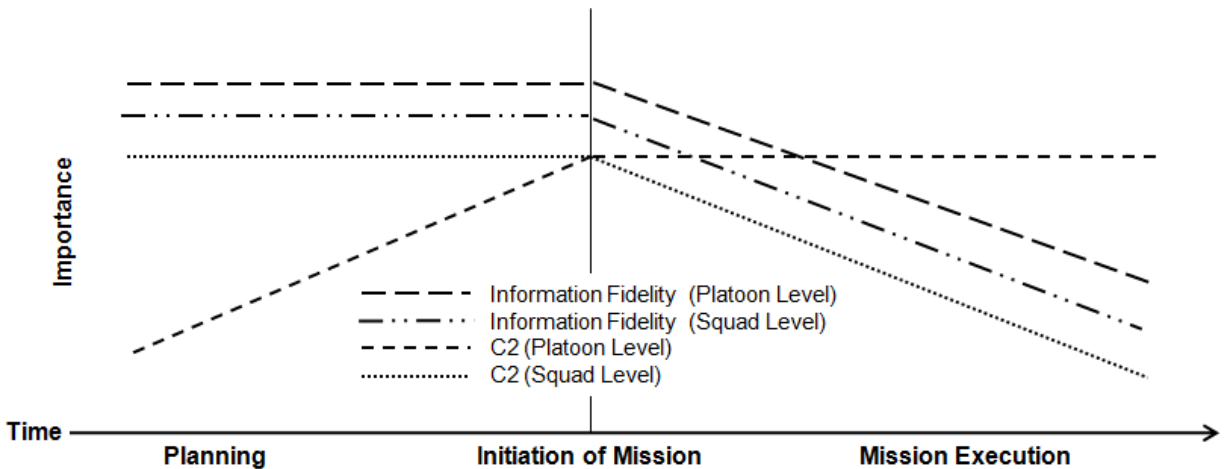 Importance
Information Fidelity (Platoon Level)
Information Fidelity (Squad Level)
C2 (Platoon Level)
C2 (Squad Level)
Time
Planning Initiation of Mission Mission Execution